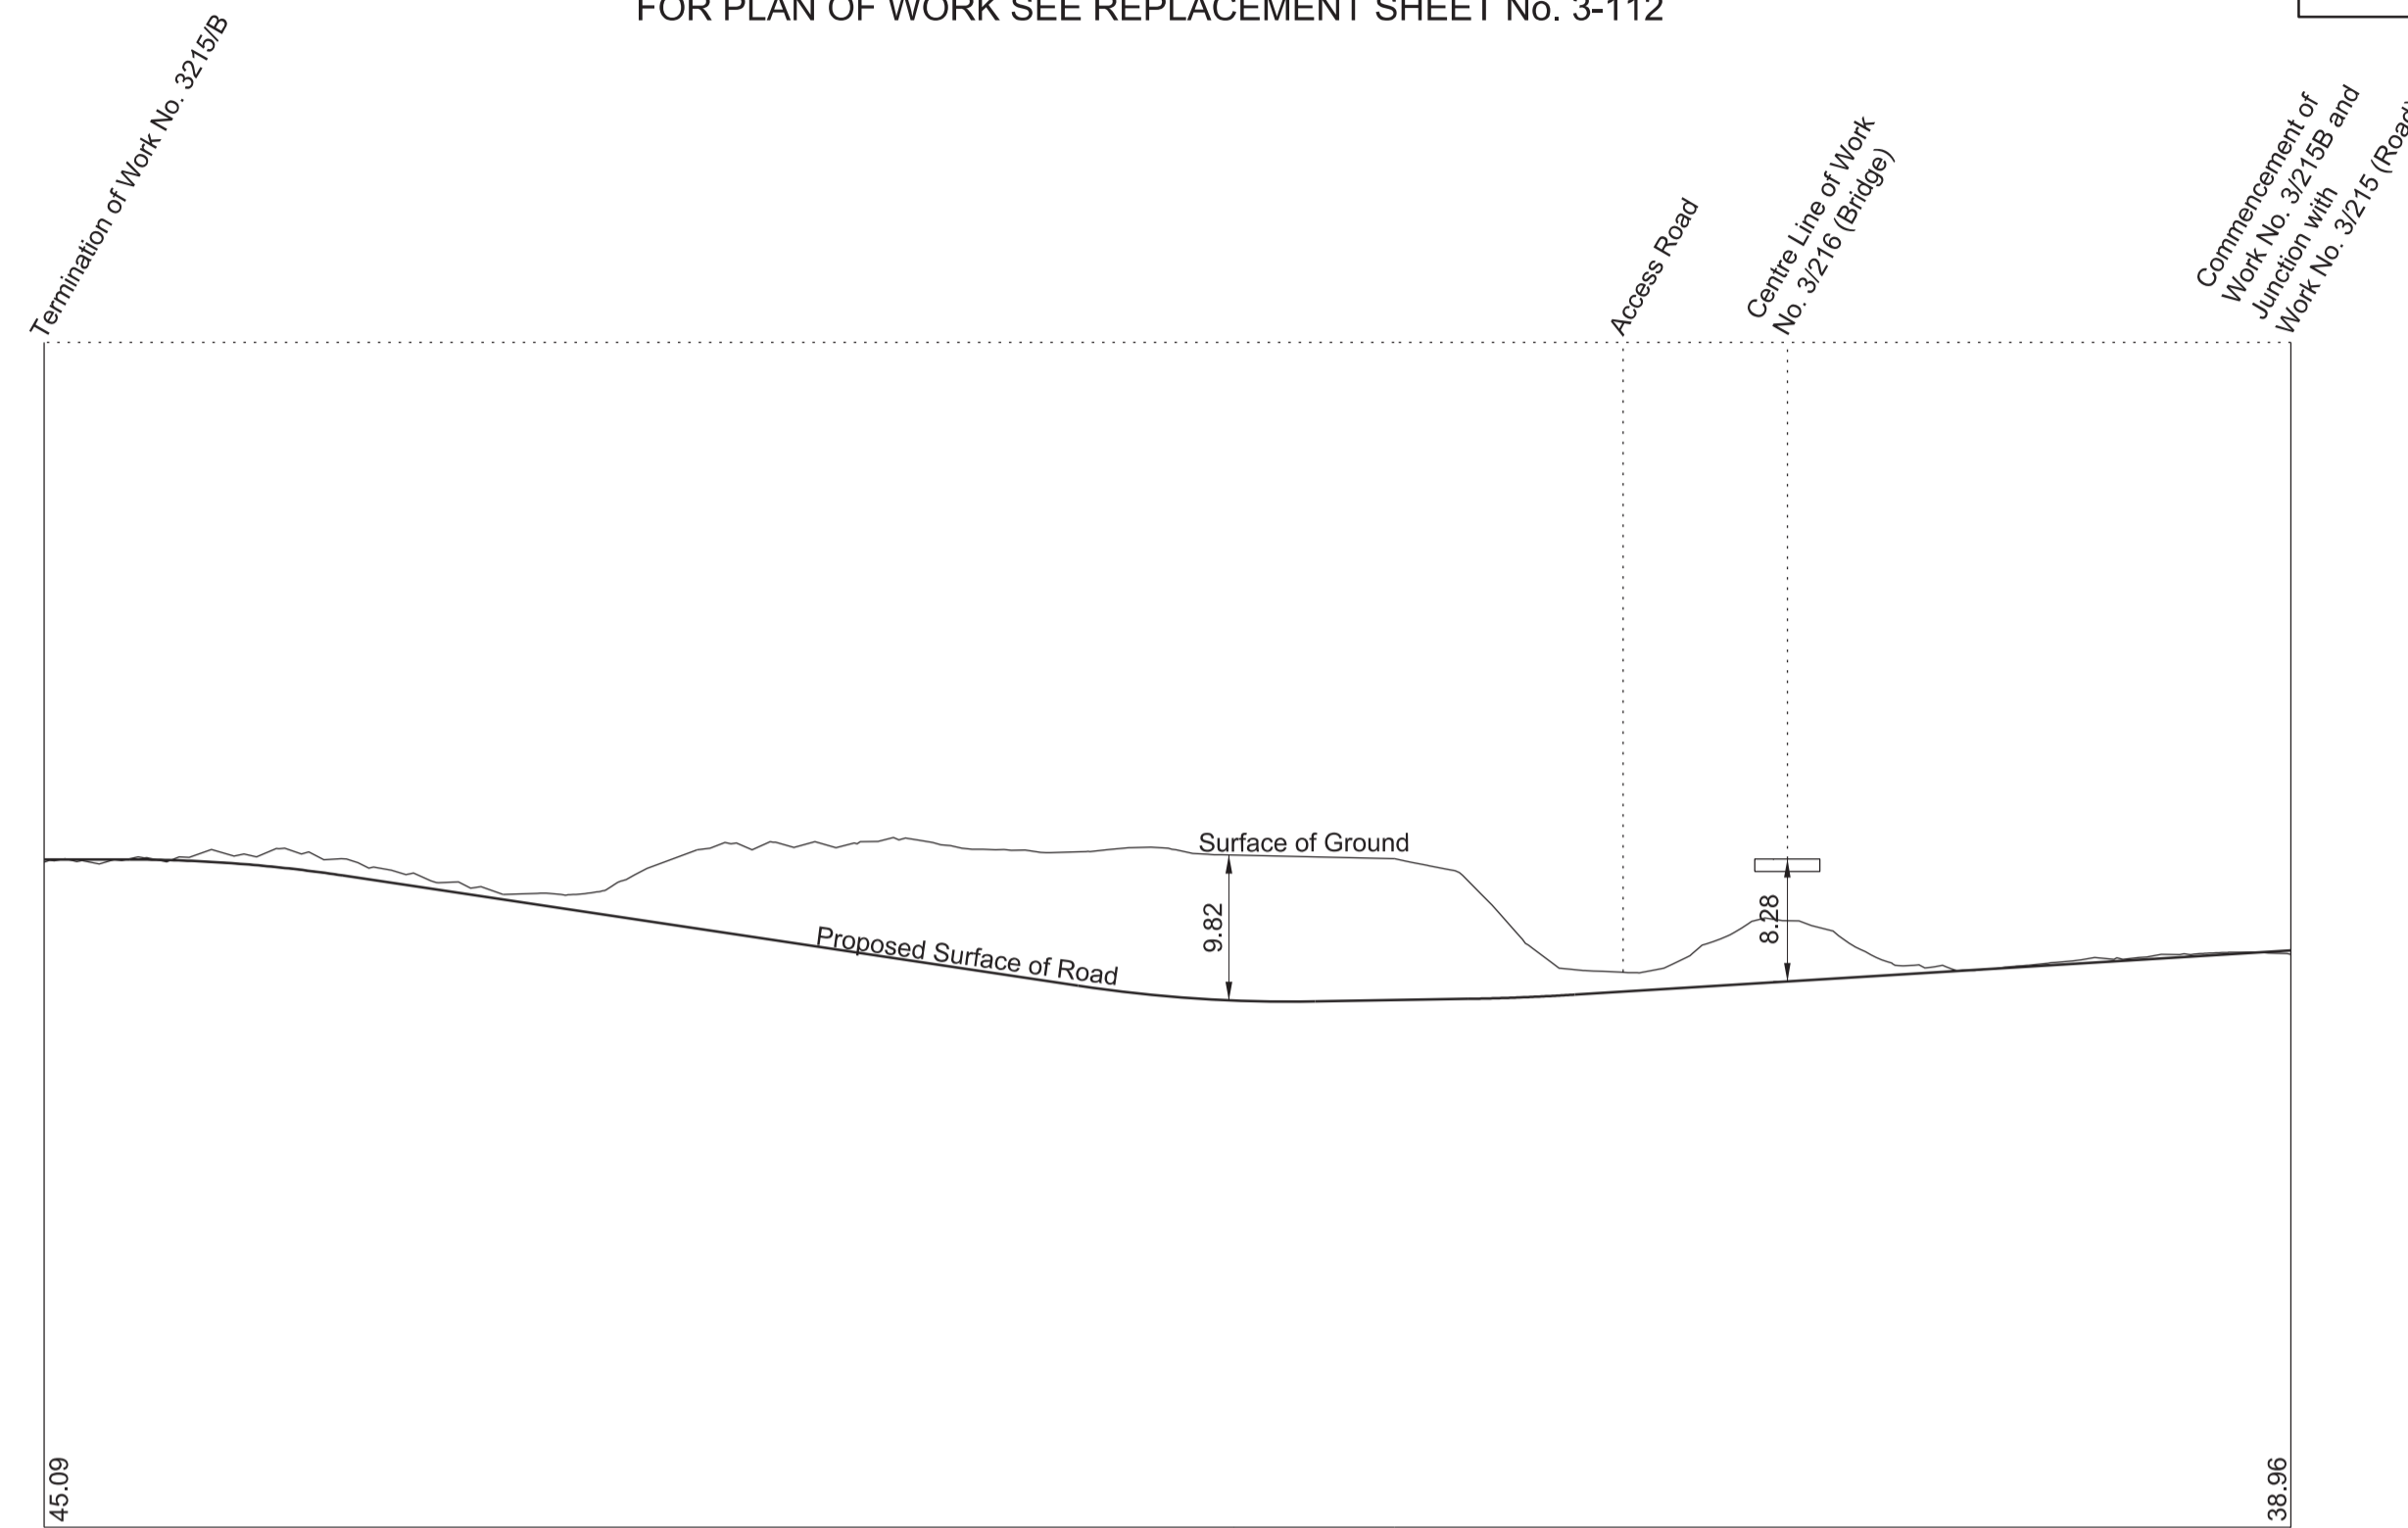 FOR PLAN OF WORK SEE REPLACEMENT SHEET No. 3-112
Termination of Work No. 3215/B
Access Road
Centre Line of Work
No. 3/216 (Bridge)
Commencement of
Work No. 3/215B and
Junction with
Work No. 3/215 (Road)
Surface of Ground
9.82
8.28
Proposed Surface of Road
45.09
38.96